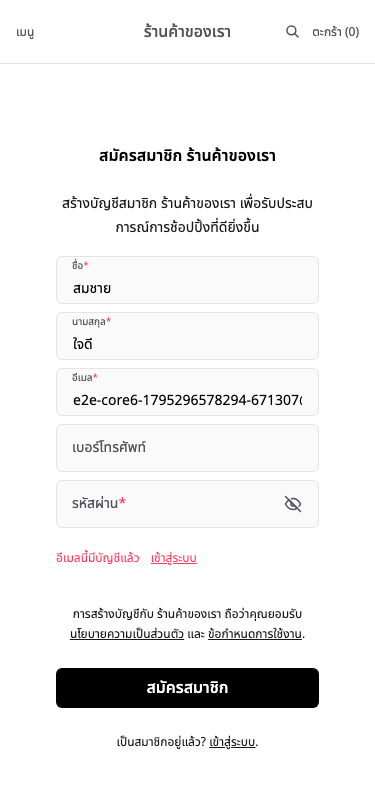 เมนู ร้านค้าของเรา ตะกร้า (0)
สมัครสมาชิก ร้านค้าของเรา
สร้างบัญชีสมาชิก ร้านค้าของเรา เพื่อรับประสบ
การณ์การช้อปปิ้งที่ดียิ่งขึ้น
ชื่อ*
สมชาย
นามสกุล*
ใจดี
อีเมล*
e2e-core6-1795296578294-671307@
เบอร์โทรศัพท์
รหัสผ่าน*
อีเมลนี้มีบัญชีแล้ว เข้าสู่ระบบ
การสร้างบัญชีกับ ร้านค้าของเรา ถือว่าคุณยอมรับ
นโยบายความเป็นส่วนตัว และ ข้อกำหนดการใช้งาน.
สมัครสมาชิก
เป็นสมาชิกอยู่แล้ว? เข้าสู่ระบบ.